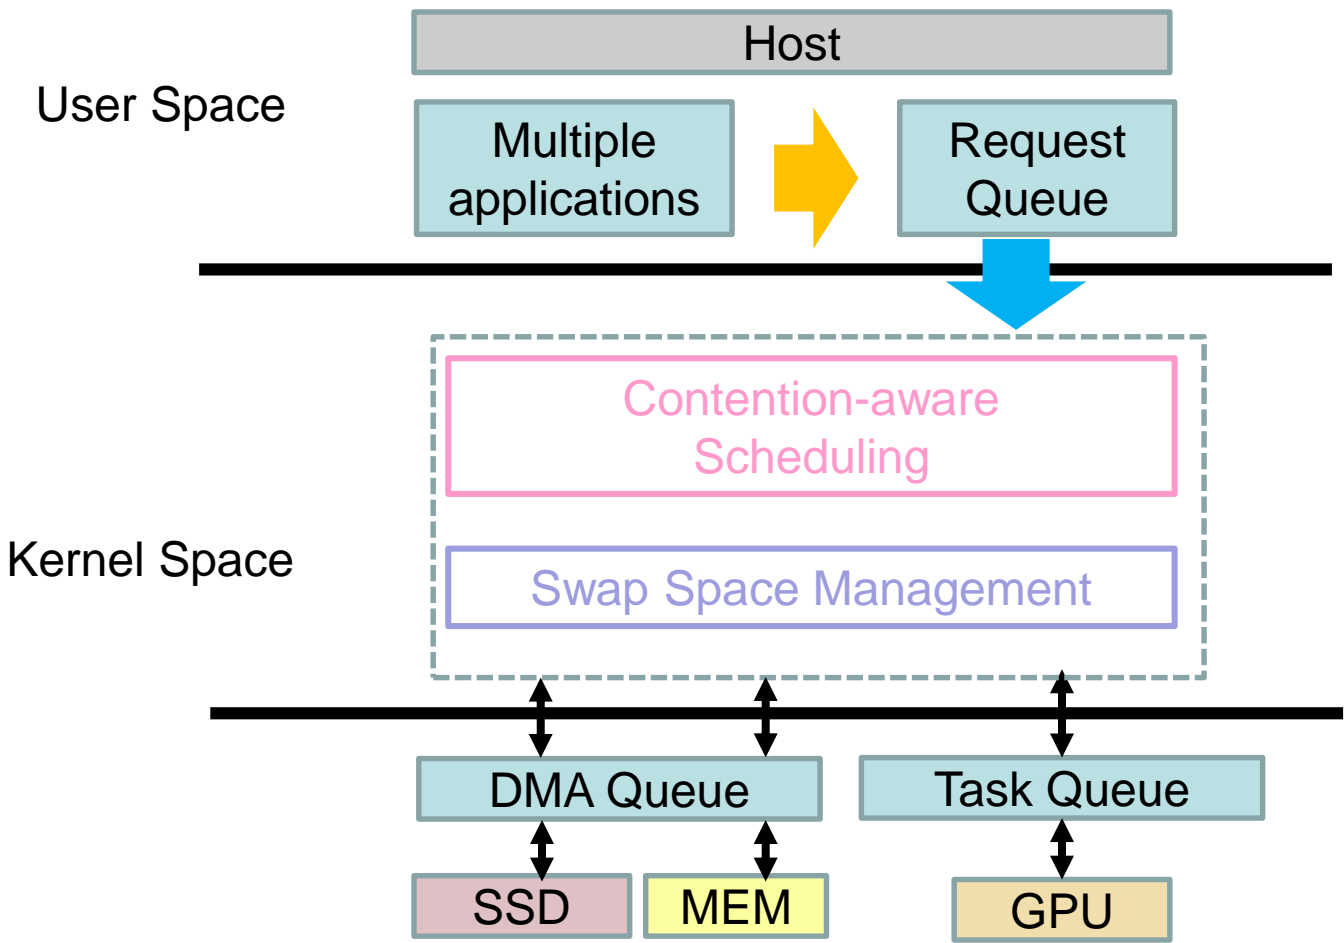 Host
User Space
Multiple
applications
Request
Queue
Contention-aware
Scheduling
Kernel Space
Swap Space Management
DMA Queue
Task Queue
SSD
MEM
GPU